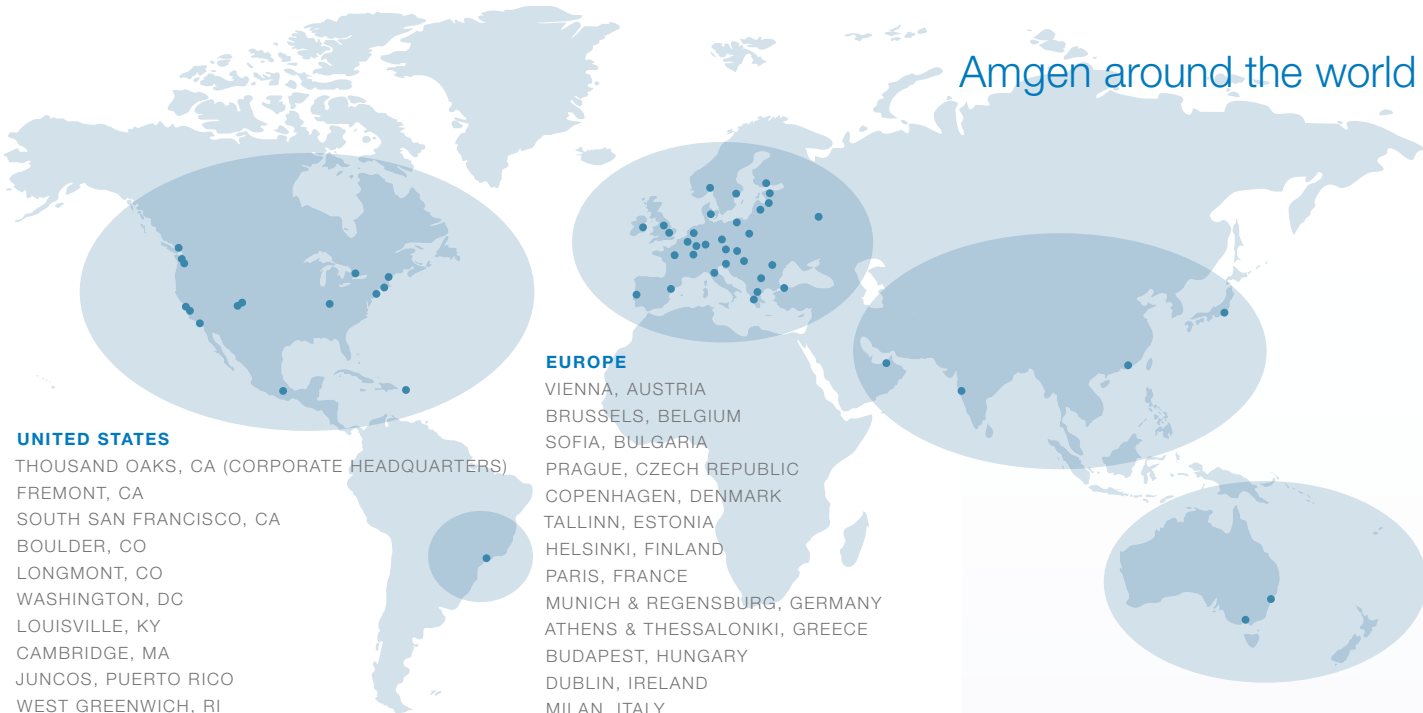 Amgen around the world
UNITED STATES
THOUSAND OAKS, CA (CORPORATE HEADQUARTERS)
FREMONT, CA
SOUTH SAN FRANCISCO, CA
BOULDER, CO
LONGMONT, CO
WASHINGTON, DC
LOUISVILLE, KY
CAMBRIDGE, MA
JUNCOS, PUERTO RICO
WEST GREENWICH, RI
EUROPE
VIENNA, AUSTRIA
BRUSSELS, BELGIUM
SOFIA, BULGARIA
PRAGUE, CZECH REPUBLIC
COPENHAGEN, DENMARK
TALLINN, ESTONIA
HELSINKI, FINLAND
PARIS, FRANCE
MUNICH & REGENSBURG, GERMANY
ATHENS & THESSALONIKI, GREECE
BUDAPEST, HUNGARY
DUBLIN, IRELAND
MILAN, ITALY